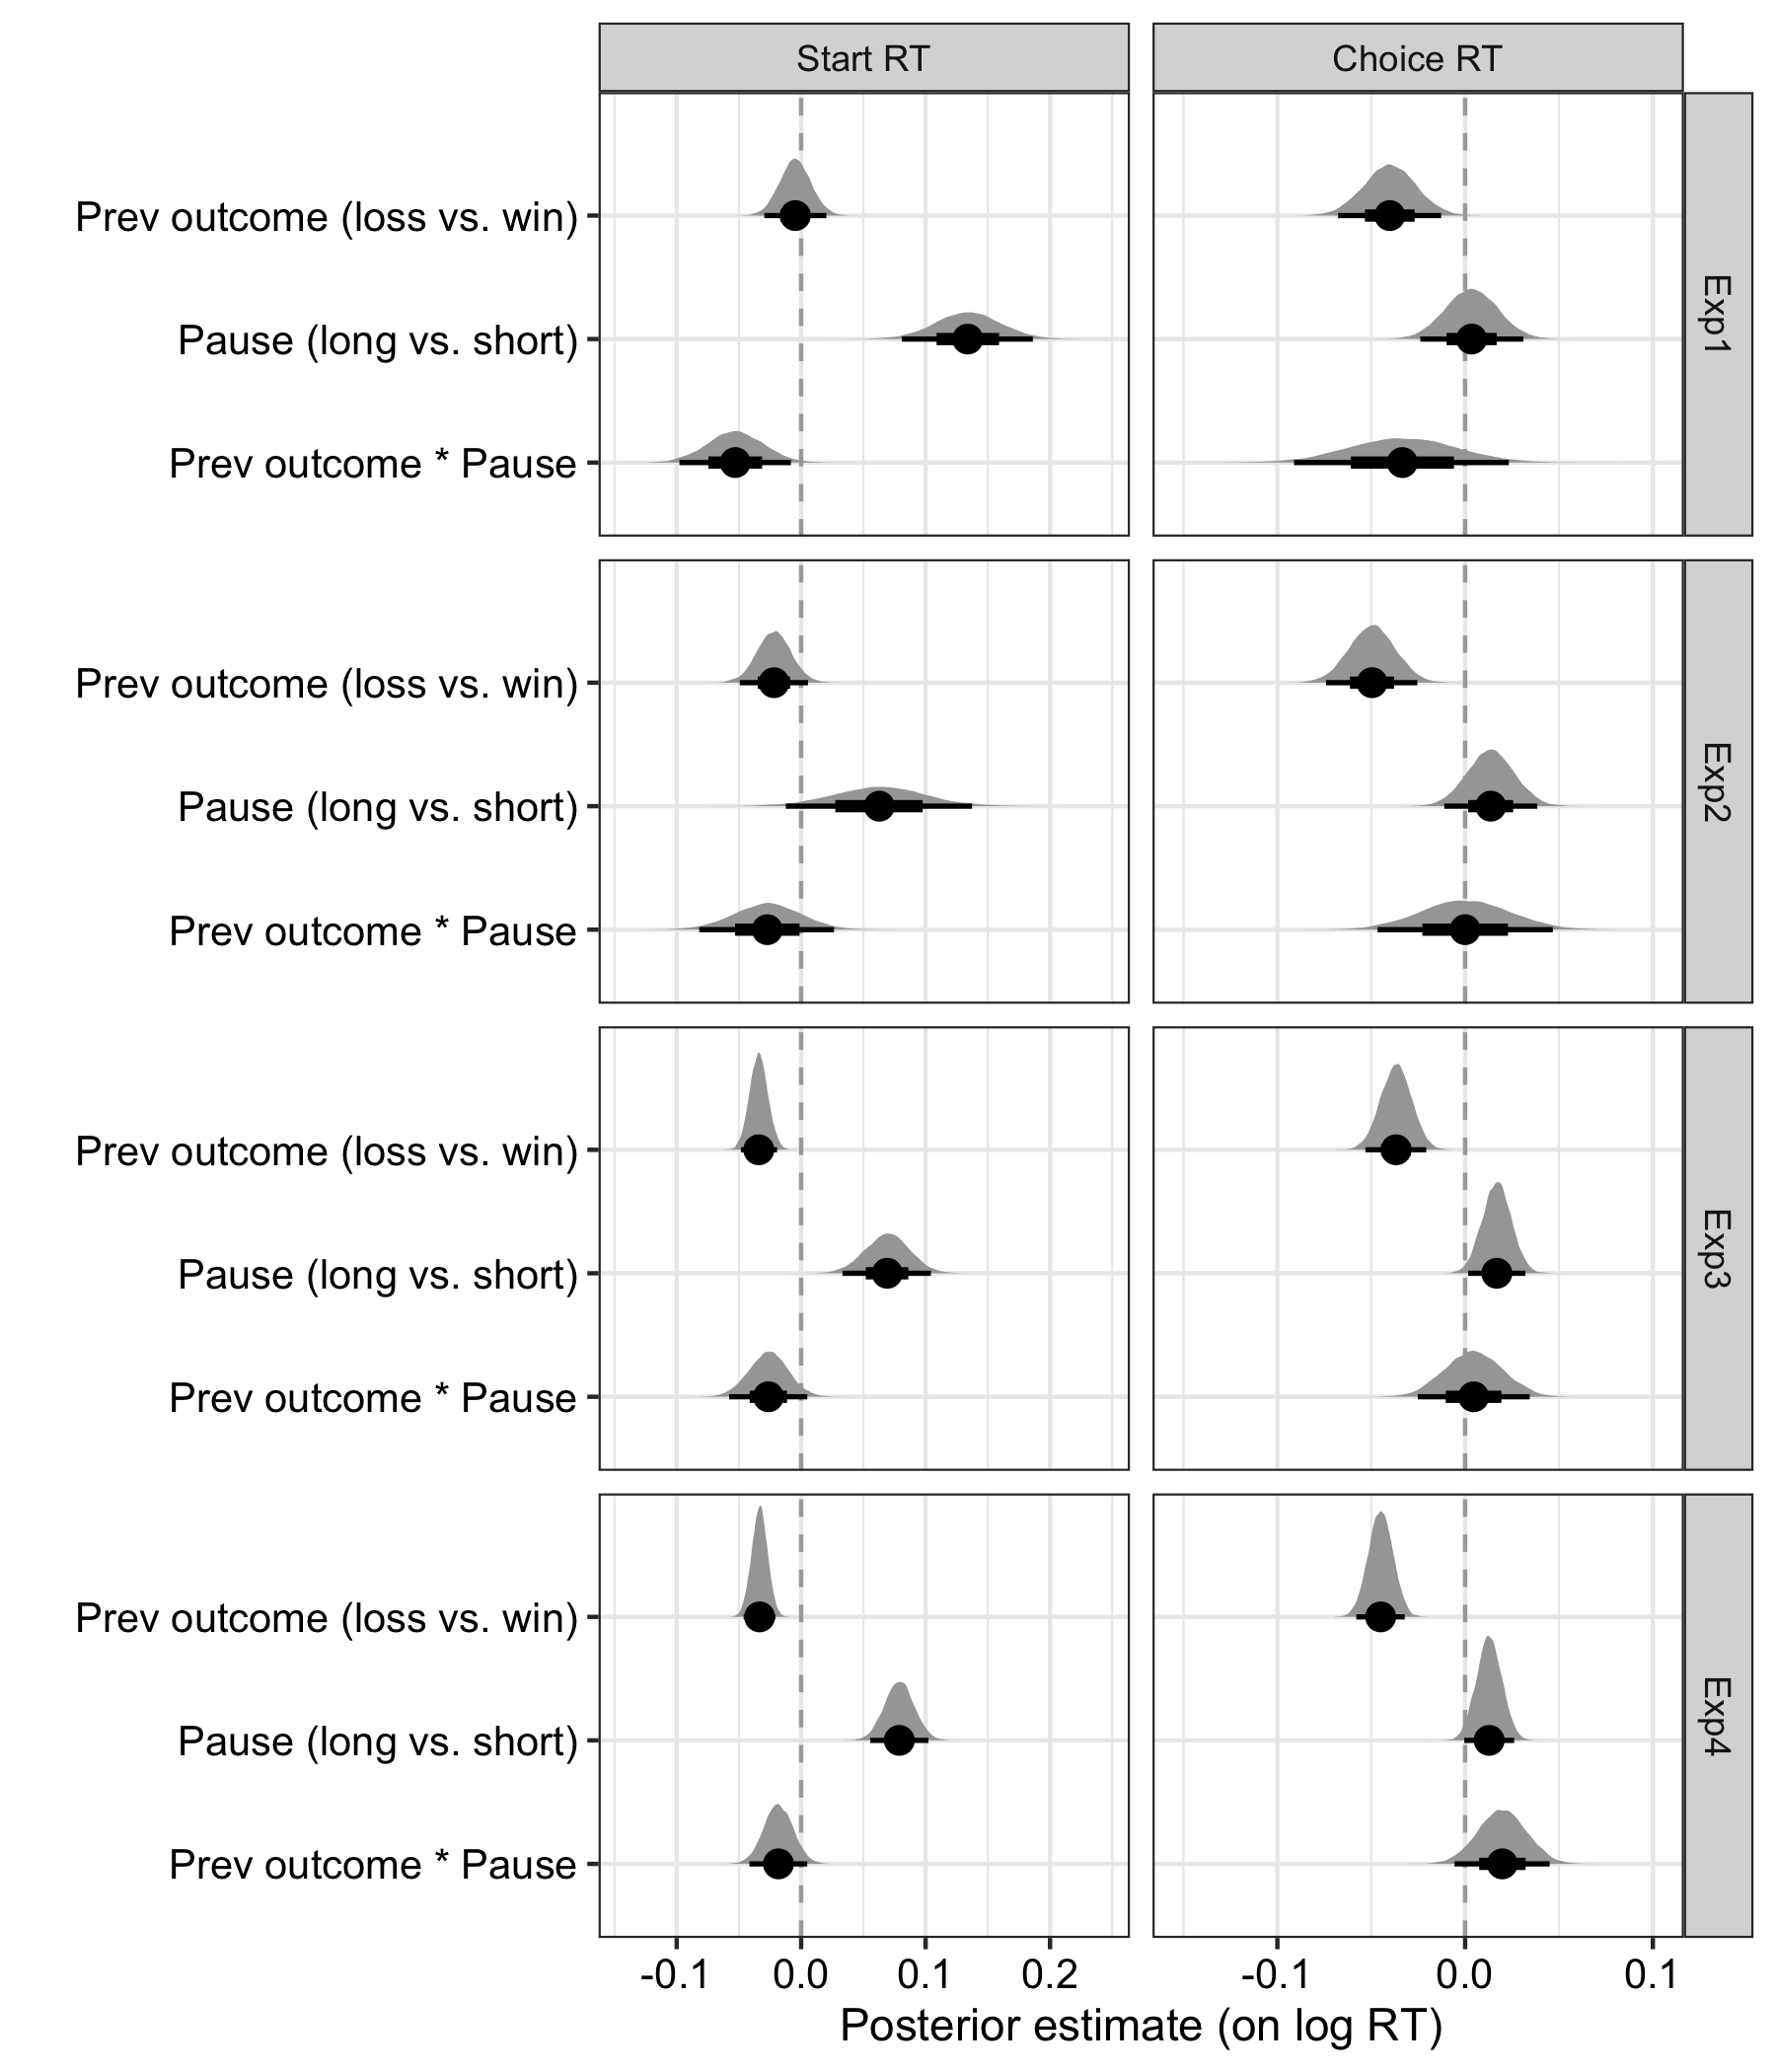 Start RT
Choice RT
Prev outcome (loss vs. win)
Pause (long vs. short)
Prev outcome * Pause
Exp1
Prev outcome (loss vs. win)
Pause (long vs. short)
Prev outcome * Pause
Exp2
Prev outcome (loss vs. win)
Pause (long vs. short)
Prev outcome * Pause
Exp3
Prev outcome (loss vs. win)
Pause (long vs. short)
Prev outcome * Pause
Exp4
-0.1 0.0 0.1 0.2
-0.1 0.0 0.1
Posterior estimate (on log RT)